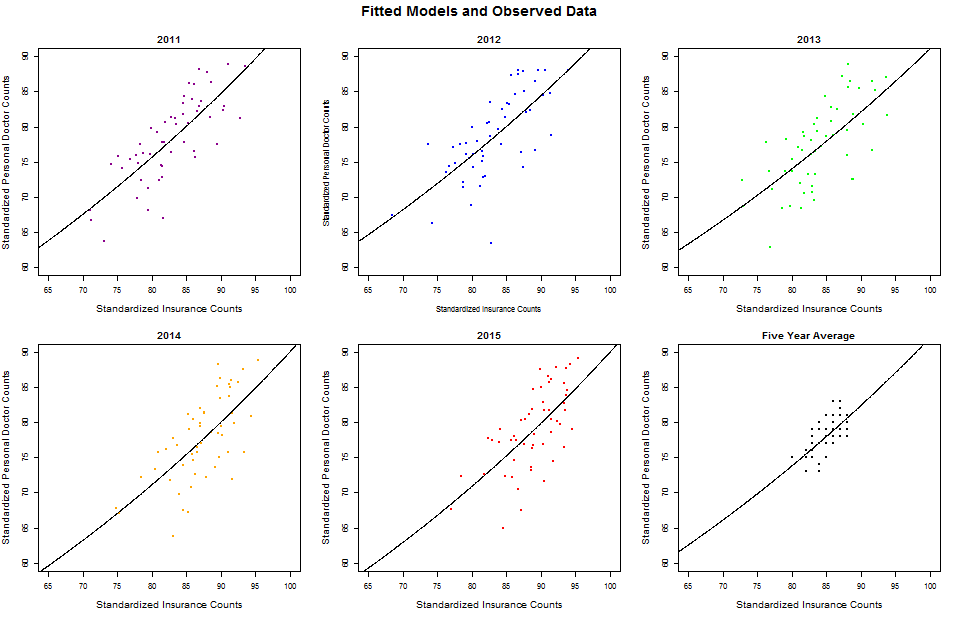 Fitted Models and Observed Data
2011
Standardized Personal Doctor Counts
90
85
80
75
70
65
60
65 70 75 80 85 90 95 100
Standardized Insurance Counts
2012
Standardized Personal Doctor Counts
90
85
80
75
70
65
60
65 70 75 80 85 90 95 100
Standardized Insurance Counts
2013
Standardized Personal Doctor Counts
90
85
80
75
70
65
60
65 70 75 80 85 90 95 100
Standardized Insurance Counts
2014
Standardized Personal Doctor Counts
90
85
80
75
70
65
60
65 70 75 80 85 90 95 100
Standardized Insurance Counts
2015
Standardized Personal Doctor Counts
90
85
80
75
70
65
60
65 70 75 80 85 90 95 100
Standardized Insurance Counts
Five Year Average
Standardized Personal Doctor Counts
90
85
80
75
70
65
60
65 70 75 80 85 90 95 100
Standardized Insurance Counts